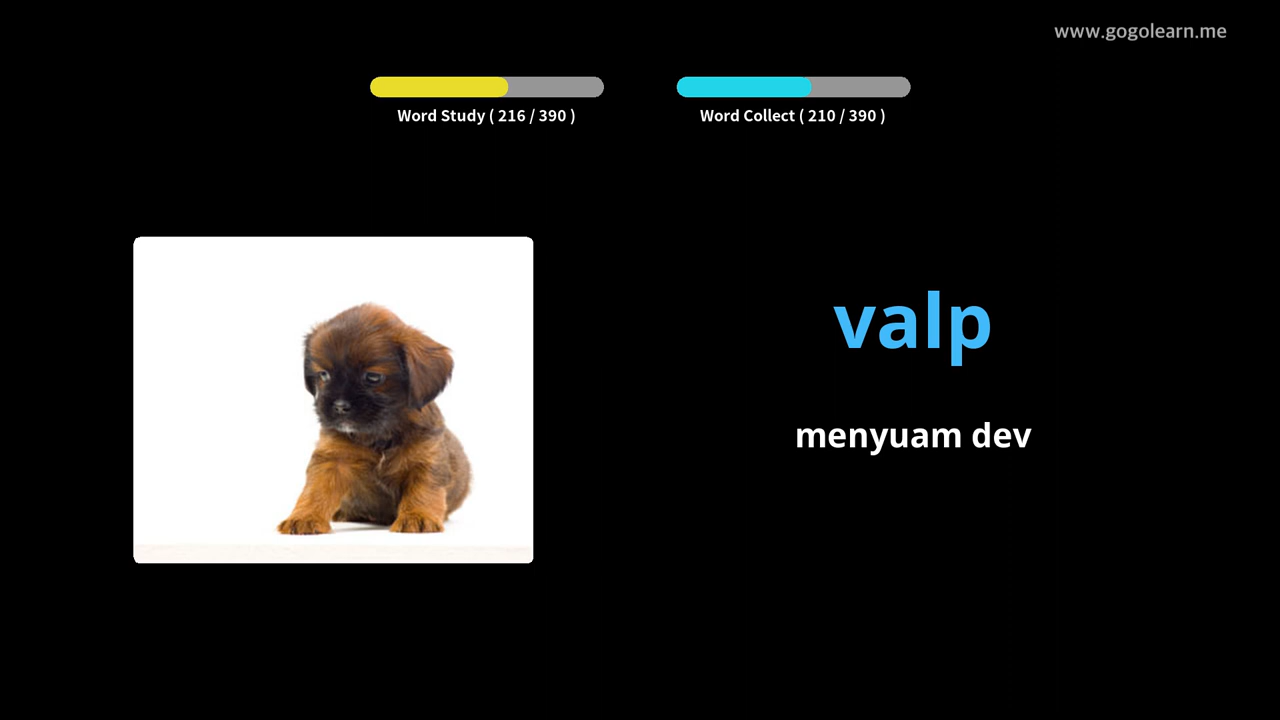 www.gogolearn.me
Word Study ( 216 / 390 )
Word Collect ( 210 / 390 )
valp
menyuam dev